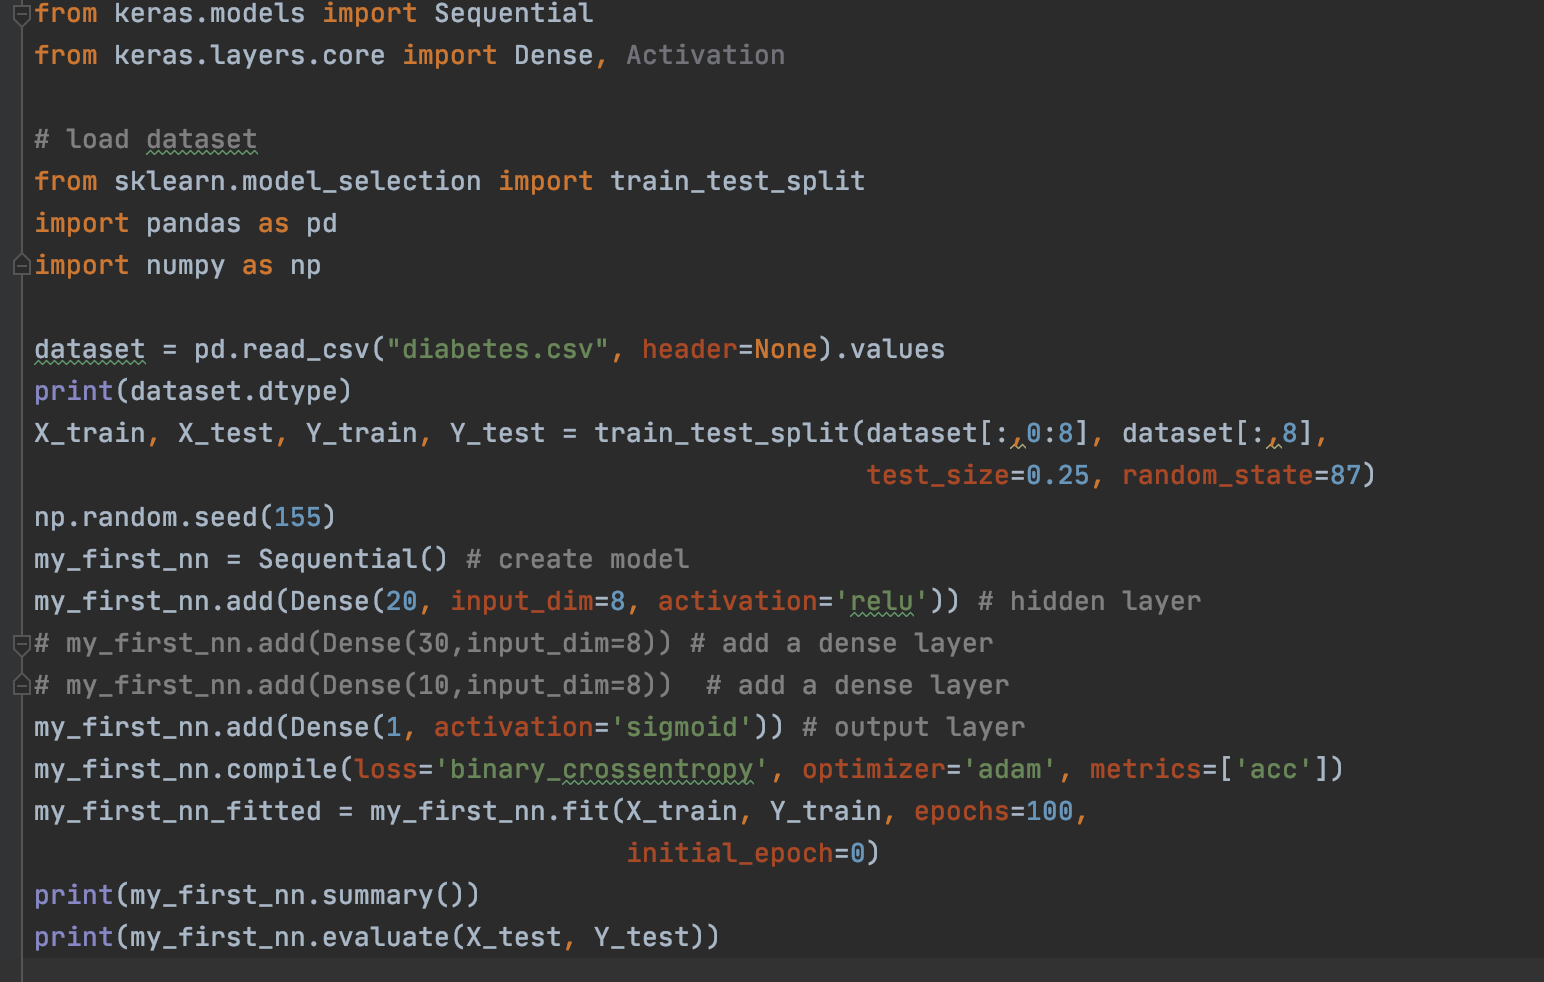 from keras.models import Sequential
from keras.layers.core import Dense, Activation
# load dataset
from sklearn.model_selection import train_test_split
import pandas as pd
import numpy as np
dataset = pd.read_csv("diabetes.csv", header=None).values
print(dataset.dtype)
X_train, X_test, Y_train, Y_test = train_test_split(dataset[:,0:8], dataset[:,8],
test_size=0.25, random_state=87)
np.random.seed(155)
my_first_nn = Sequential() # create model
my_first_nn.add(Dense(20, input_dim=8, activation='relu')) # hidden layer
# my_first_nn.add(Dense(30,input_dim=8)) # add a dense layer
# my_first_nn.add(Dense(10,input_dim=8))  # add a dense layer
my_first_nn.add(Dense(1, activation='sigmoid')) # output layer
my_first_nn.compile(loss='binary_crossentropy', optimizer='adam', metrics=['acc'])
my_first_nn_fitted = my_first_nn.fit(X_train, Y_train, epochs=100,
initial_epoch=0)
print(my_first_nn.summary())
print(my_first_nn.evaluate(X_test, Y_test))